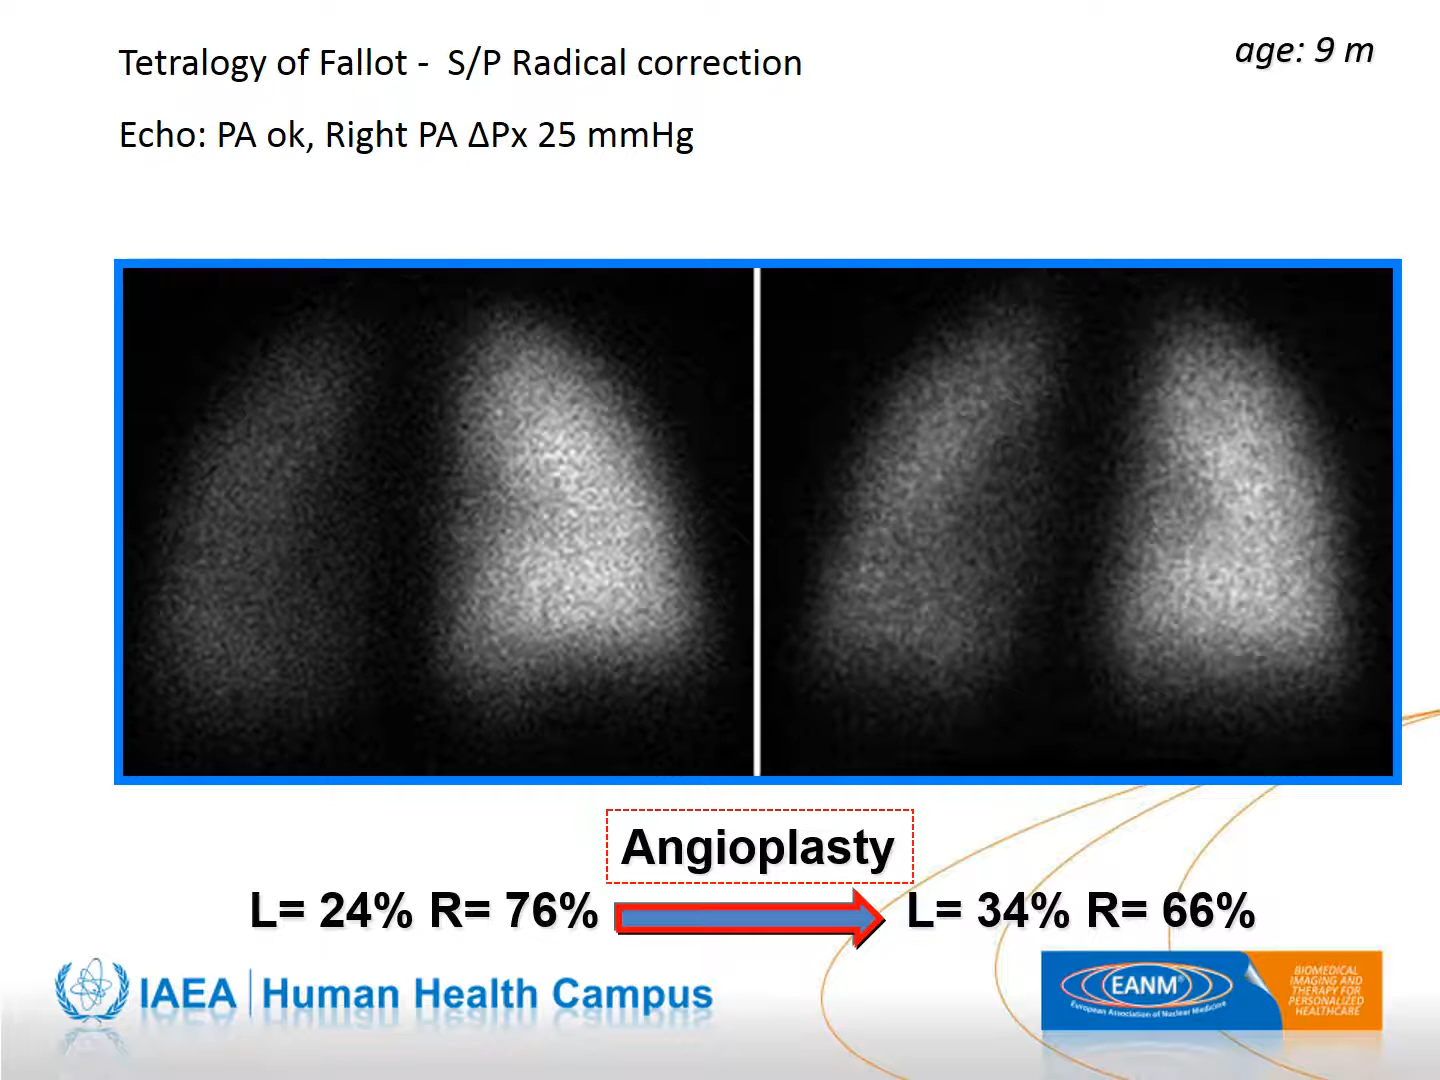 Tetralogy of Fallot -  S/P Radical correction
age: 9 m
Echo: PA ok, Right PA ΔPx 25 mmHg
Angioplasty
L= 24% R= 76%
L= 34% R= 66%
IAEA | Human Health Campus
EANM®
European Association of Nuclear Medicine
BIOMEDICAL
IMAGING AND
THERAPY FOR
PERSONALIZED
HEALTHCARE